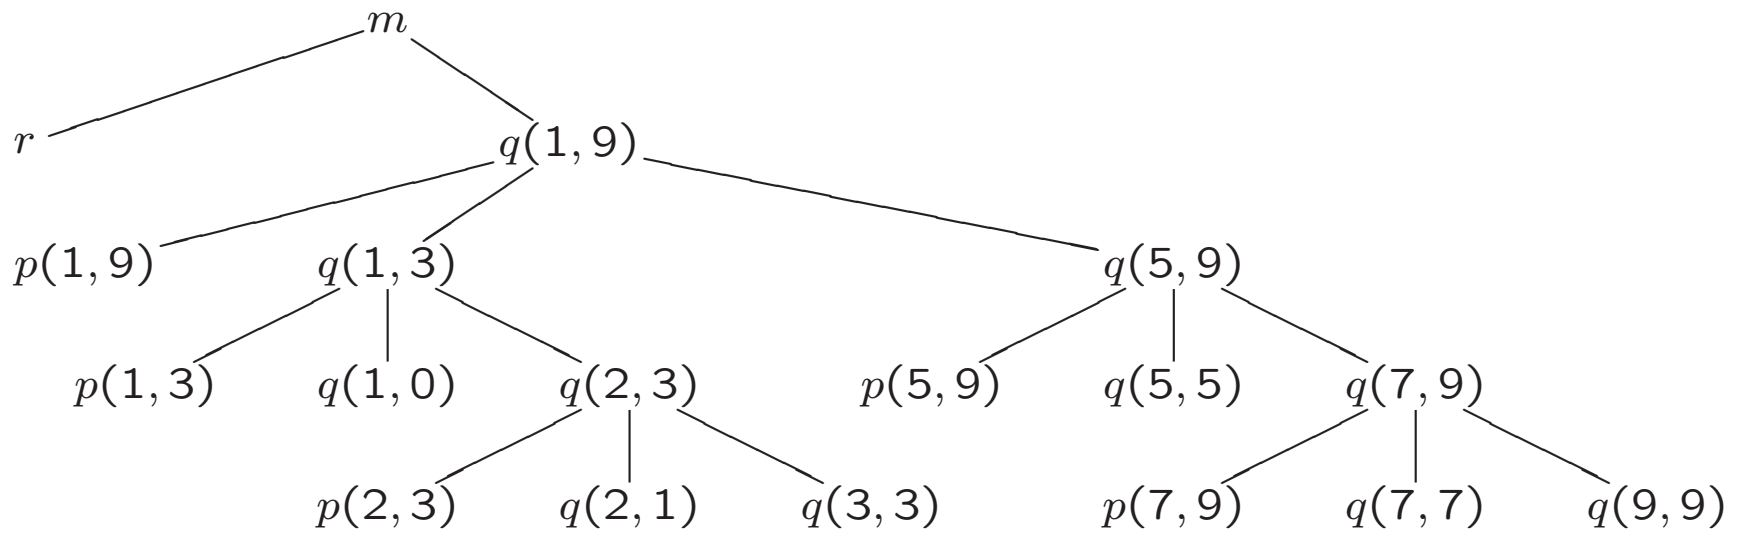 m
r q(1, 9)
p(1, 9) q(1, 3) q(5, 9)
p(1, 3) q(1, 0) q(2, 3) p(5, 9) q(5, 5) q(7, 9)
p(2, 3) q(2, 1) q(3, 3) p(7, 9) q(7, 7) q(9, 9)